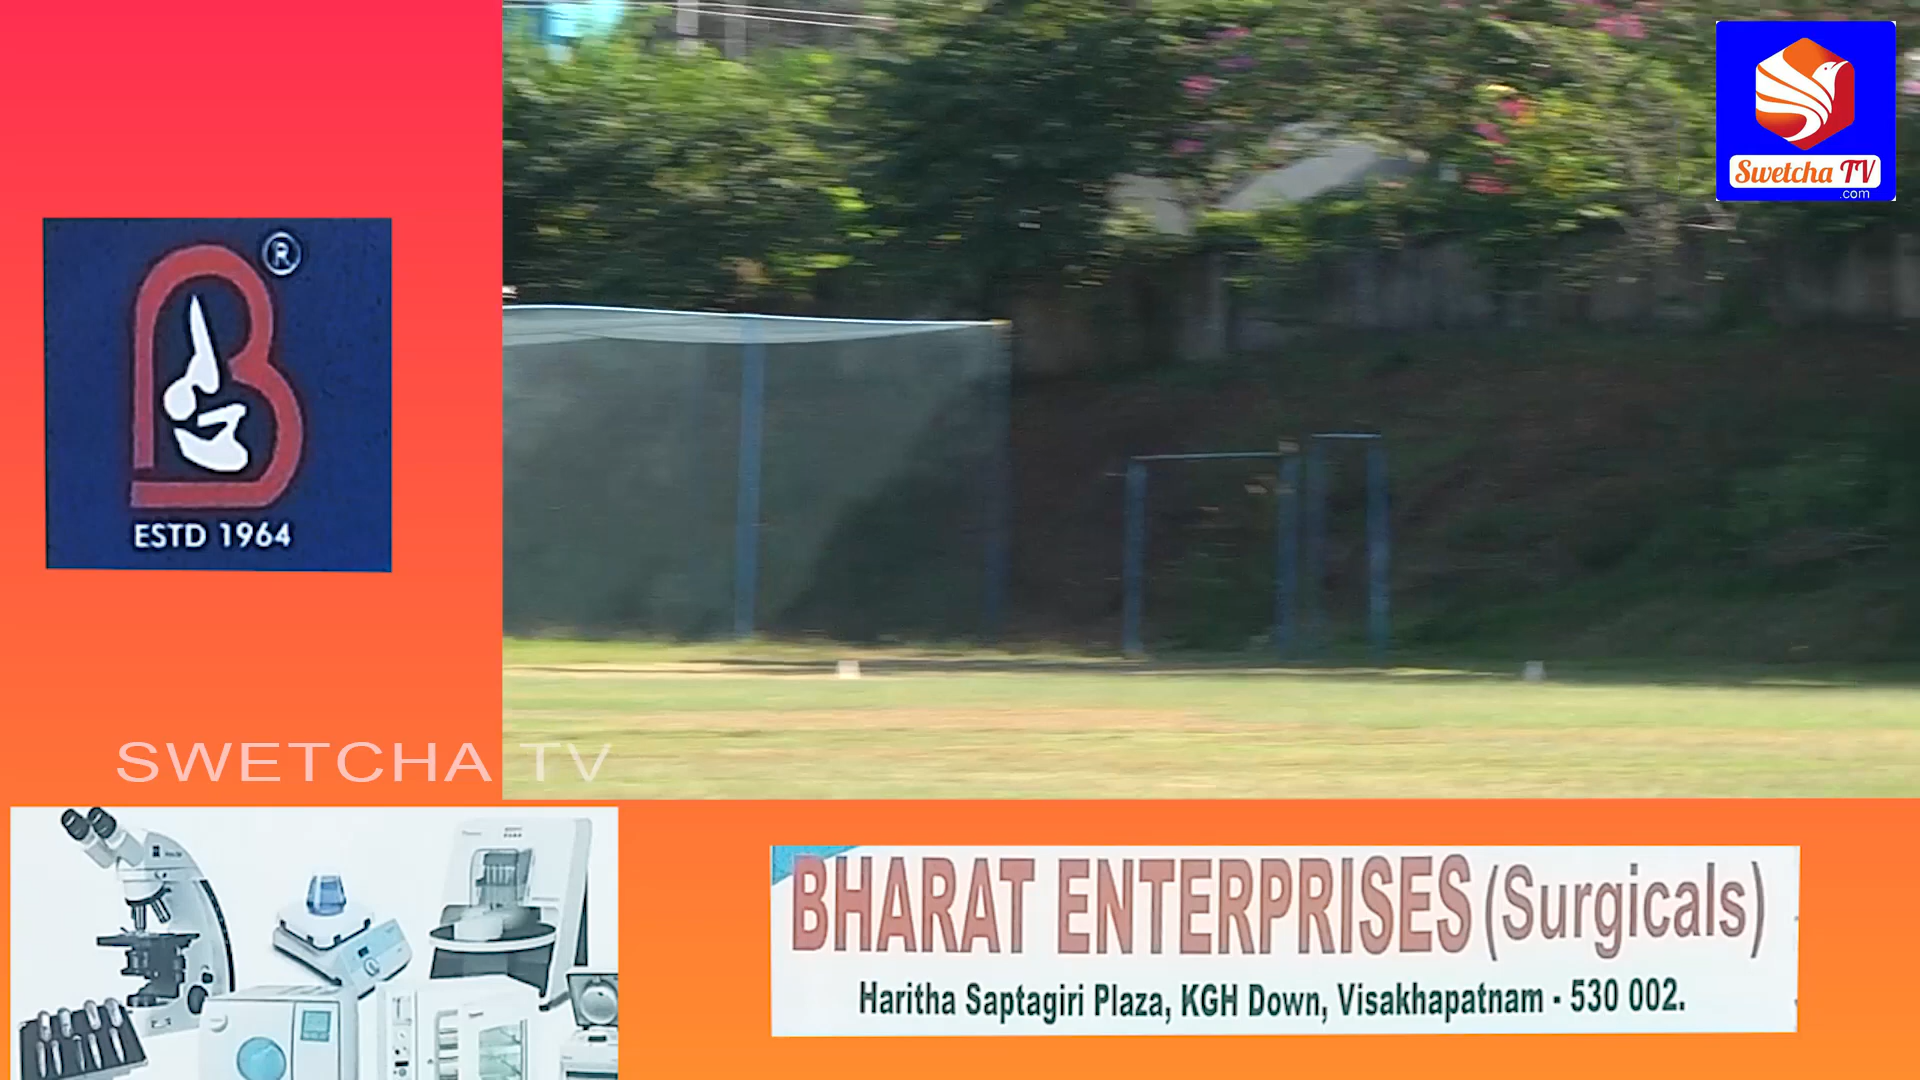 Swetcha TV
.com
®
B
ESTD 1964
SWETCHA TV
BHARAT ENTERPRISES (Surgicals)
Haritha Saptagiri Plaza, KGH Down, Visakhapatnam - 530 002.